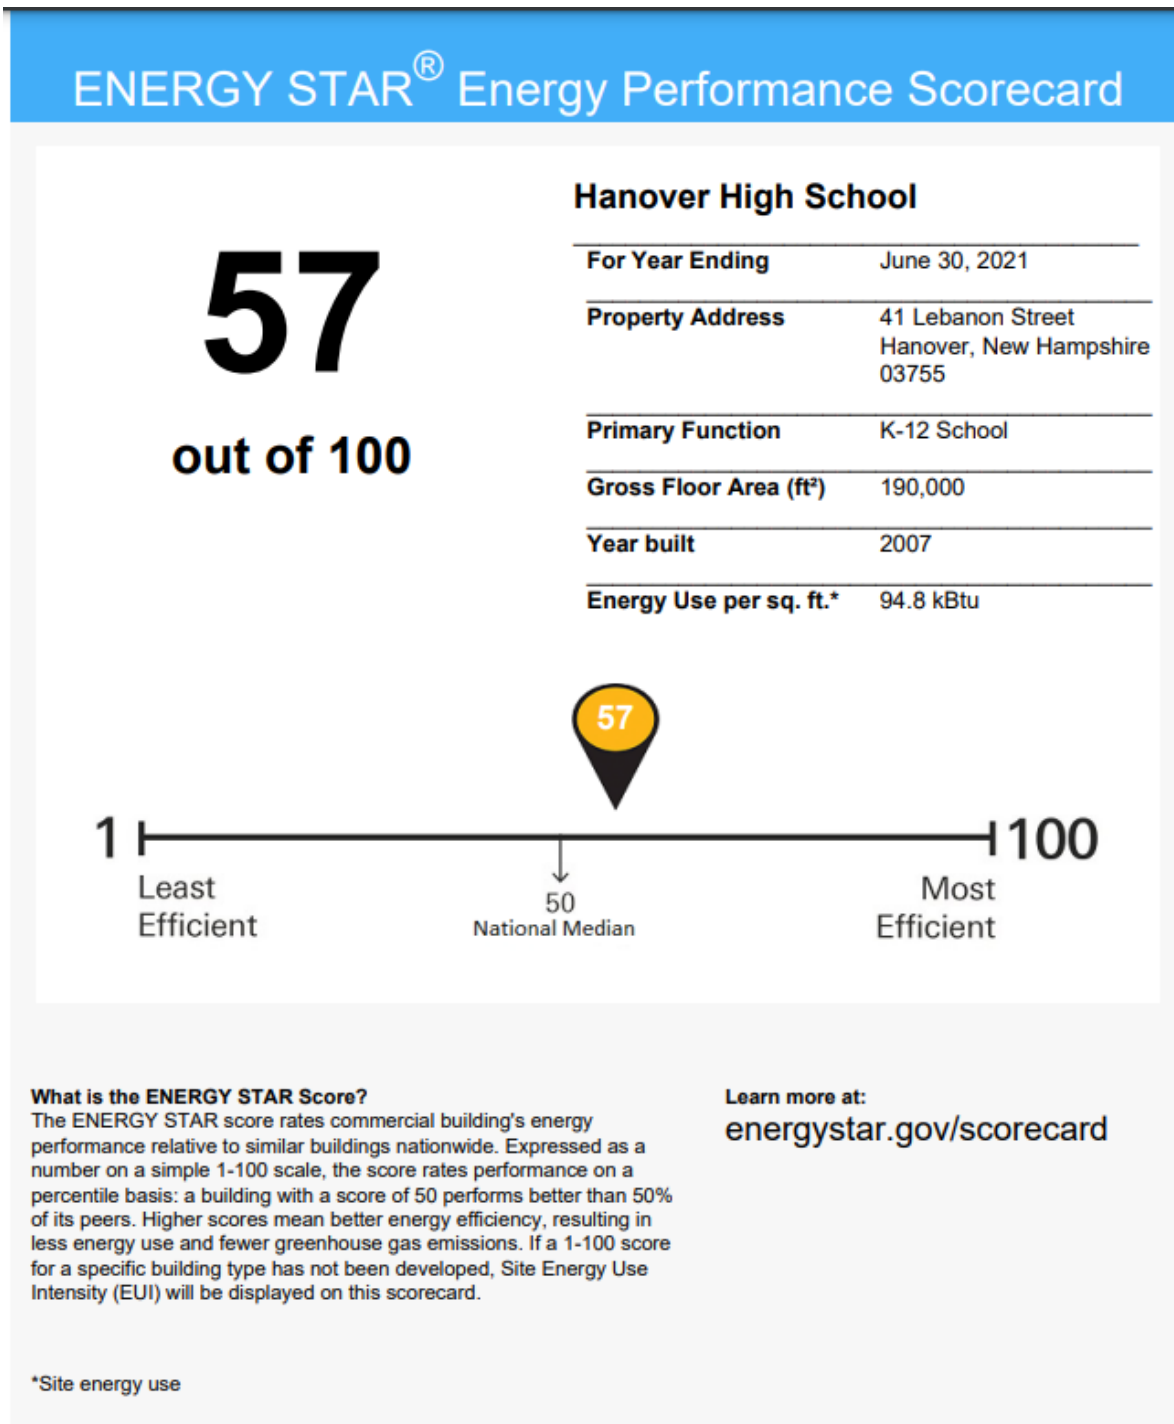 ENERGY STAR® Energy Performance Scorecard
57
out of 100
Hanover High School
For Year Ending June 30, 2021
Property Address 41 Lebanon Street
Hanover, New Hampshire
03755
Primary Function K-12 School
Gross Floor Area (ft²) 190,000
Year built 2007
Energy Use per sq. ft.* 94.8 kBtu
57
1 100
Least
Efficient
50
National Median
Most
Efficient
What is the ENERGY STAR Score?
The ENERGY STAR score rates commercial building's energy
performance relative to similar buildings nationwide. Expressed as a
number on a simple 1-100 scale, the score rates performance on a
percentile basis: a building with a score of 50 performs better than 50%
of its peers. Higher scores mean better energy efficiency, resulting in
less energy use and fewer greenhouse gas emissions. If a 1-100 score
for a specific building type has not been developed, Site Energy Use
Intensity (EUI) will be displayed on this scorecard.
Learn more at:
energystar.gov/scorecard
*Site energy use